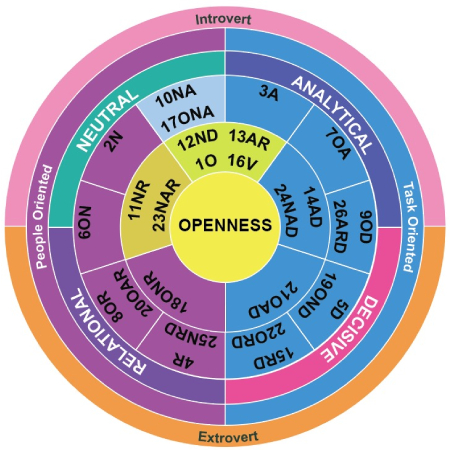 Introvert
NEUTRAL
ANALYTICAL
10NA
17ONA
3A
2N
7OA
12ND 13AR
1O 16V
11NR
23NAR
14AD
24NAD
6ON
9OD
26ARD
People Oriented
OPENNESS
Task Oriented
8OR
20OAR
18ONR
21OAD
19OND
5D
4R
25NRD
22ORD
15RD
RELATIONAL
DECISIVE
Extrovert